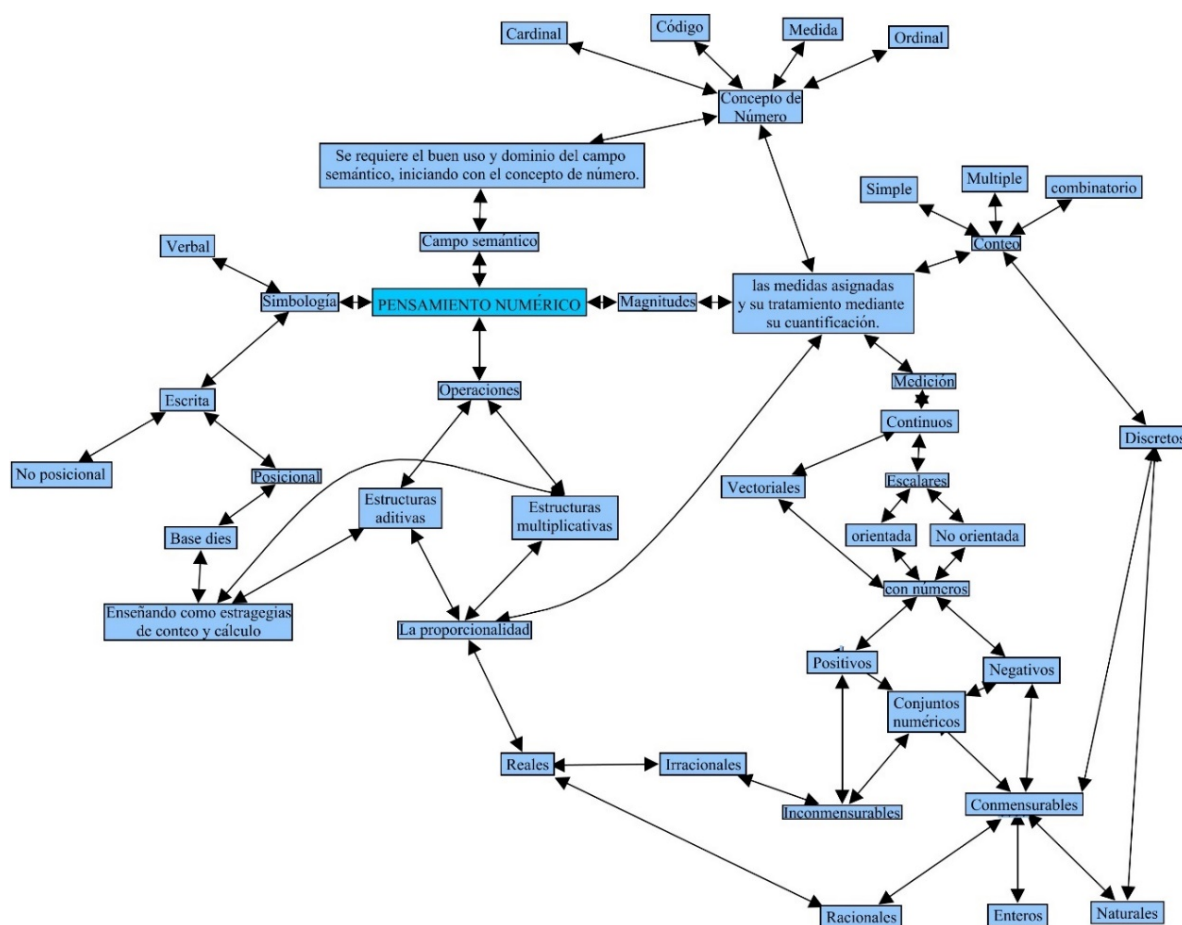 Cardinal
Código
Medida
Ordinal
Concepto de
Número
Se requiere el buen uso y dominio del campo
semántico, iniciando con el concepto de número.
Simple
Multiple
combinatorio
Conteo
Campo semántico
Verbal
Simbología
PENSAMIENTO NUMÉRICO
Magnitudes
las medidas asignadas
y su tratamiento mediante
su cuantificación.
Operaciones
Medición
Escrita
Continuos
Discretos
No posicional
Posicional
Vectoriales
Escalares
Estructuras
aditivas
Estructuras
multiplicativas
Base dies
orientada
No orientada
con números
Enseñando como estragegias
de conteo y cálculo
La proporcionalidad
Positivos
Negativos
Conjuntos
numéricos
Reales
Irracionales
Inconmensurables
Conmensurables
Racionales
Enteros
Naturales